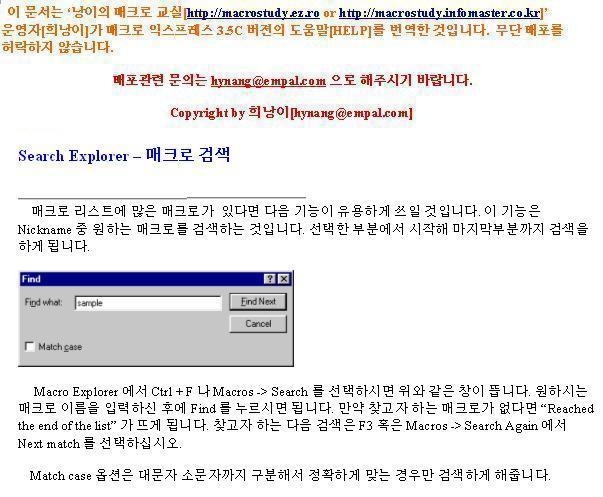 이 문서는 ‘낭이의 매크로 교실[http://macrostudy.ez.ro or http://macrostudy.infomaster.co.kr]’
운영자[희낭이]가 매크로 익스프레스 3.5C 버젼의 도움말[HELP]를 번역한 것입니다. 무단 배포를
허락하지 않습니다.
배포관련 문의는 hynang@empal.com 으로 해주시기 바랍니다.
Copyright by 희낭이[hynang@empal.com]
Search Explorer – 매크로 검색
매크로 리스트에 많은 매크로가 있다면 다음 기능이 유용하게 쓰일 것입니다. 이 기능은
Nickname 중 원하는 매크로를 검색하는 것입니다. 선택한 부분에서 시작해 마지막부분까지 검색을
하게 됩니다.
Find
Find what: sample Find Next
Cancel
Match case
Macro Explorer 에서 Ctrl + F 나 Macros -> Search 를 선택하시면 위와 같은 창이 뜹니다. 원하시는
매크로 이름을 입력하신 후에 Find 를 누르시면 됩니다. 만약 찾고자 하는 매크로가 없다면 “Reached
the end of the list” 가 뜨게 됩니다. 찾고자 하는 다음 검색은 F3 혹은 Macros -> Search Again 에서
Next match 를 선택하십시오.
Match case 옵션은 대문자 소문자까지 구분해서 정확하게 맞는 경우만 검색하게 해줍니다.